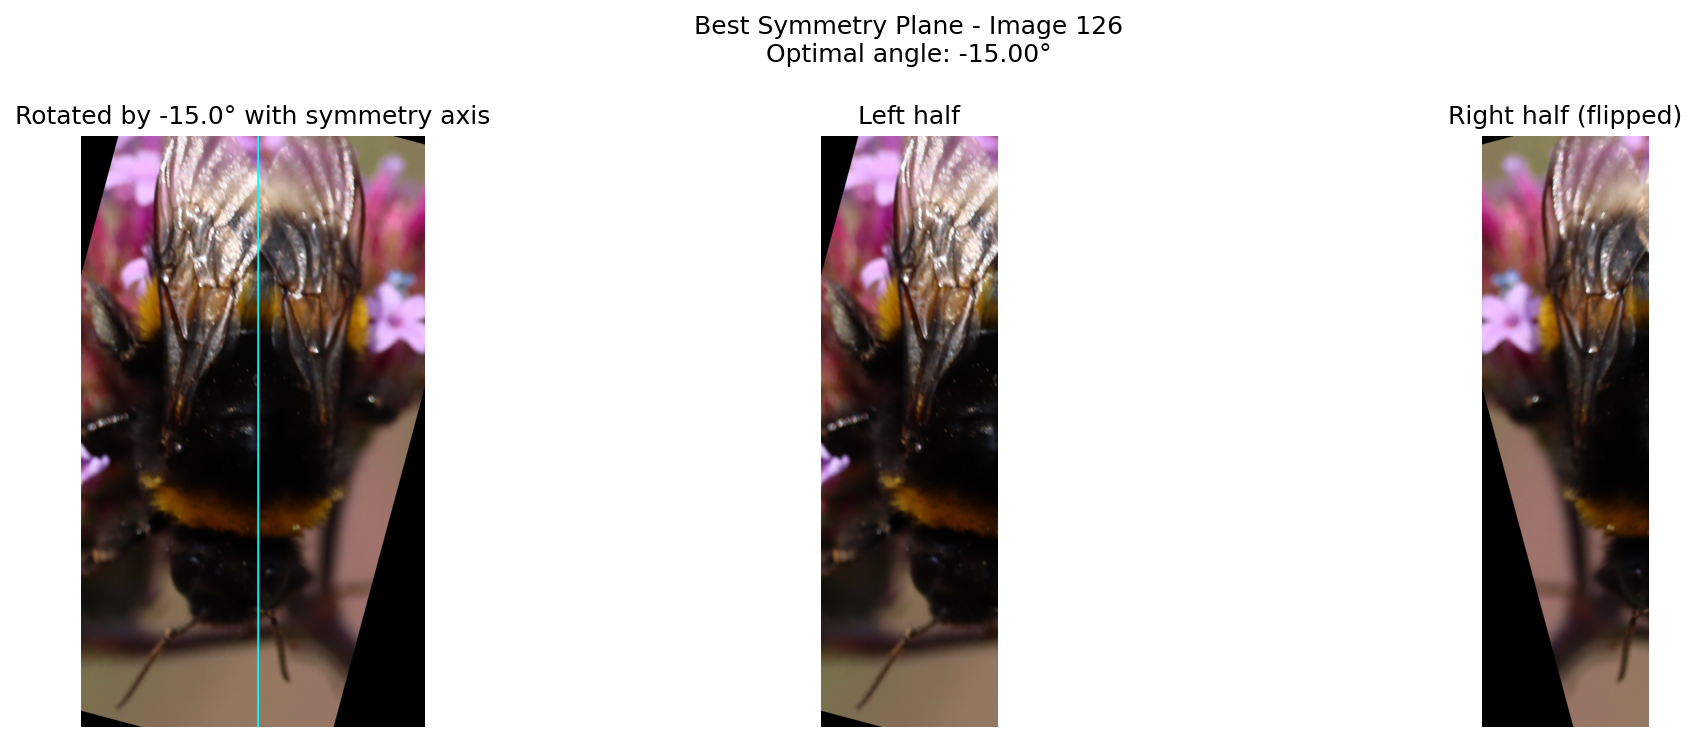 Best Symmetry Plane - Image 126
Optimal angle: -15.00°
Rotated by -15.0° with symmetry axis
Left half
Right half (flipped)